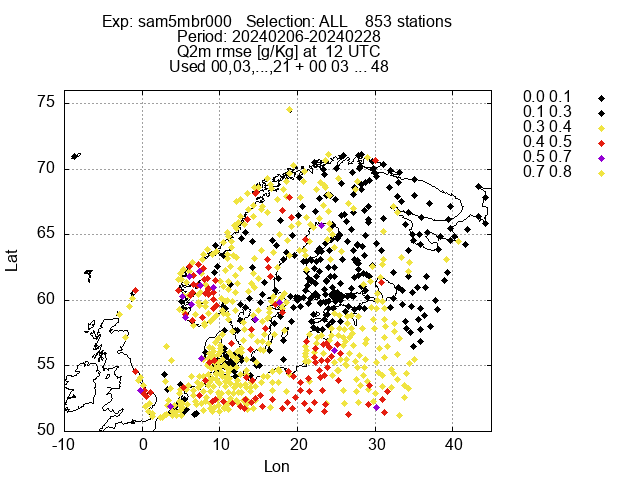 Exp: sam5mbr000 Selection: ALL 853 stations
Period: 20240206-20240228
Q2m rmse [g/Kg] at 12 UTC
Used 00,03,...,21 + 00 03 ... 48
0.0 0.1
0.1 0.3
0.3 0.4
0.4 0.5
0.5 0.7
0.7 0.8
75
70
65
60
55
50
Lat
-10 0 10 20 30 40
Lon